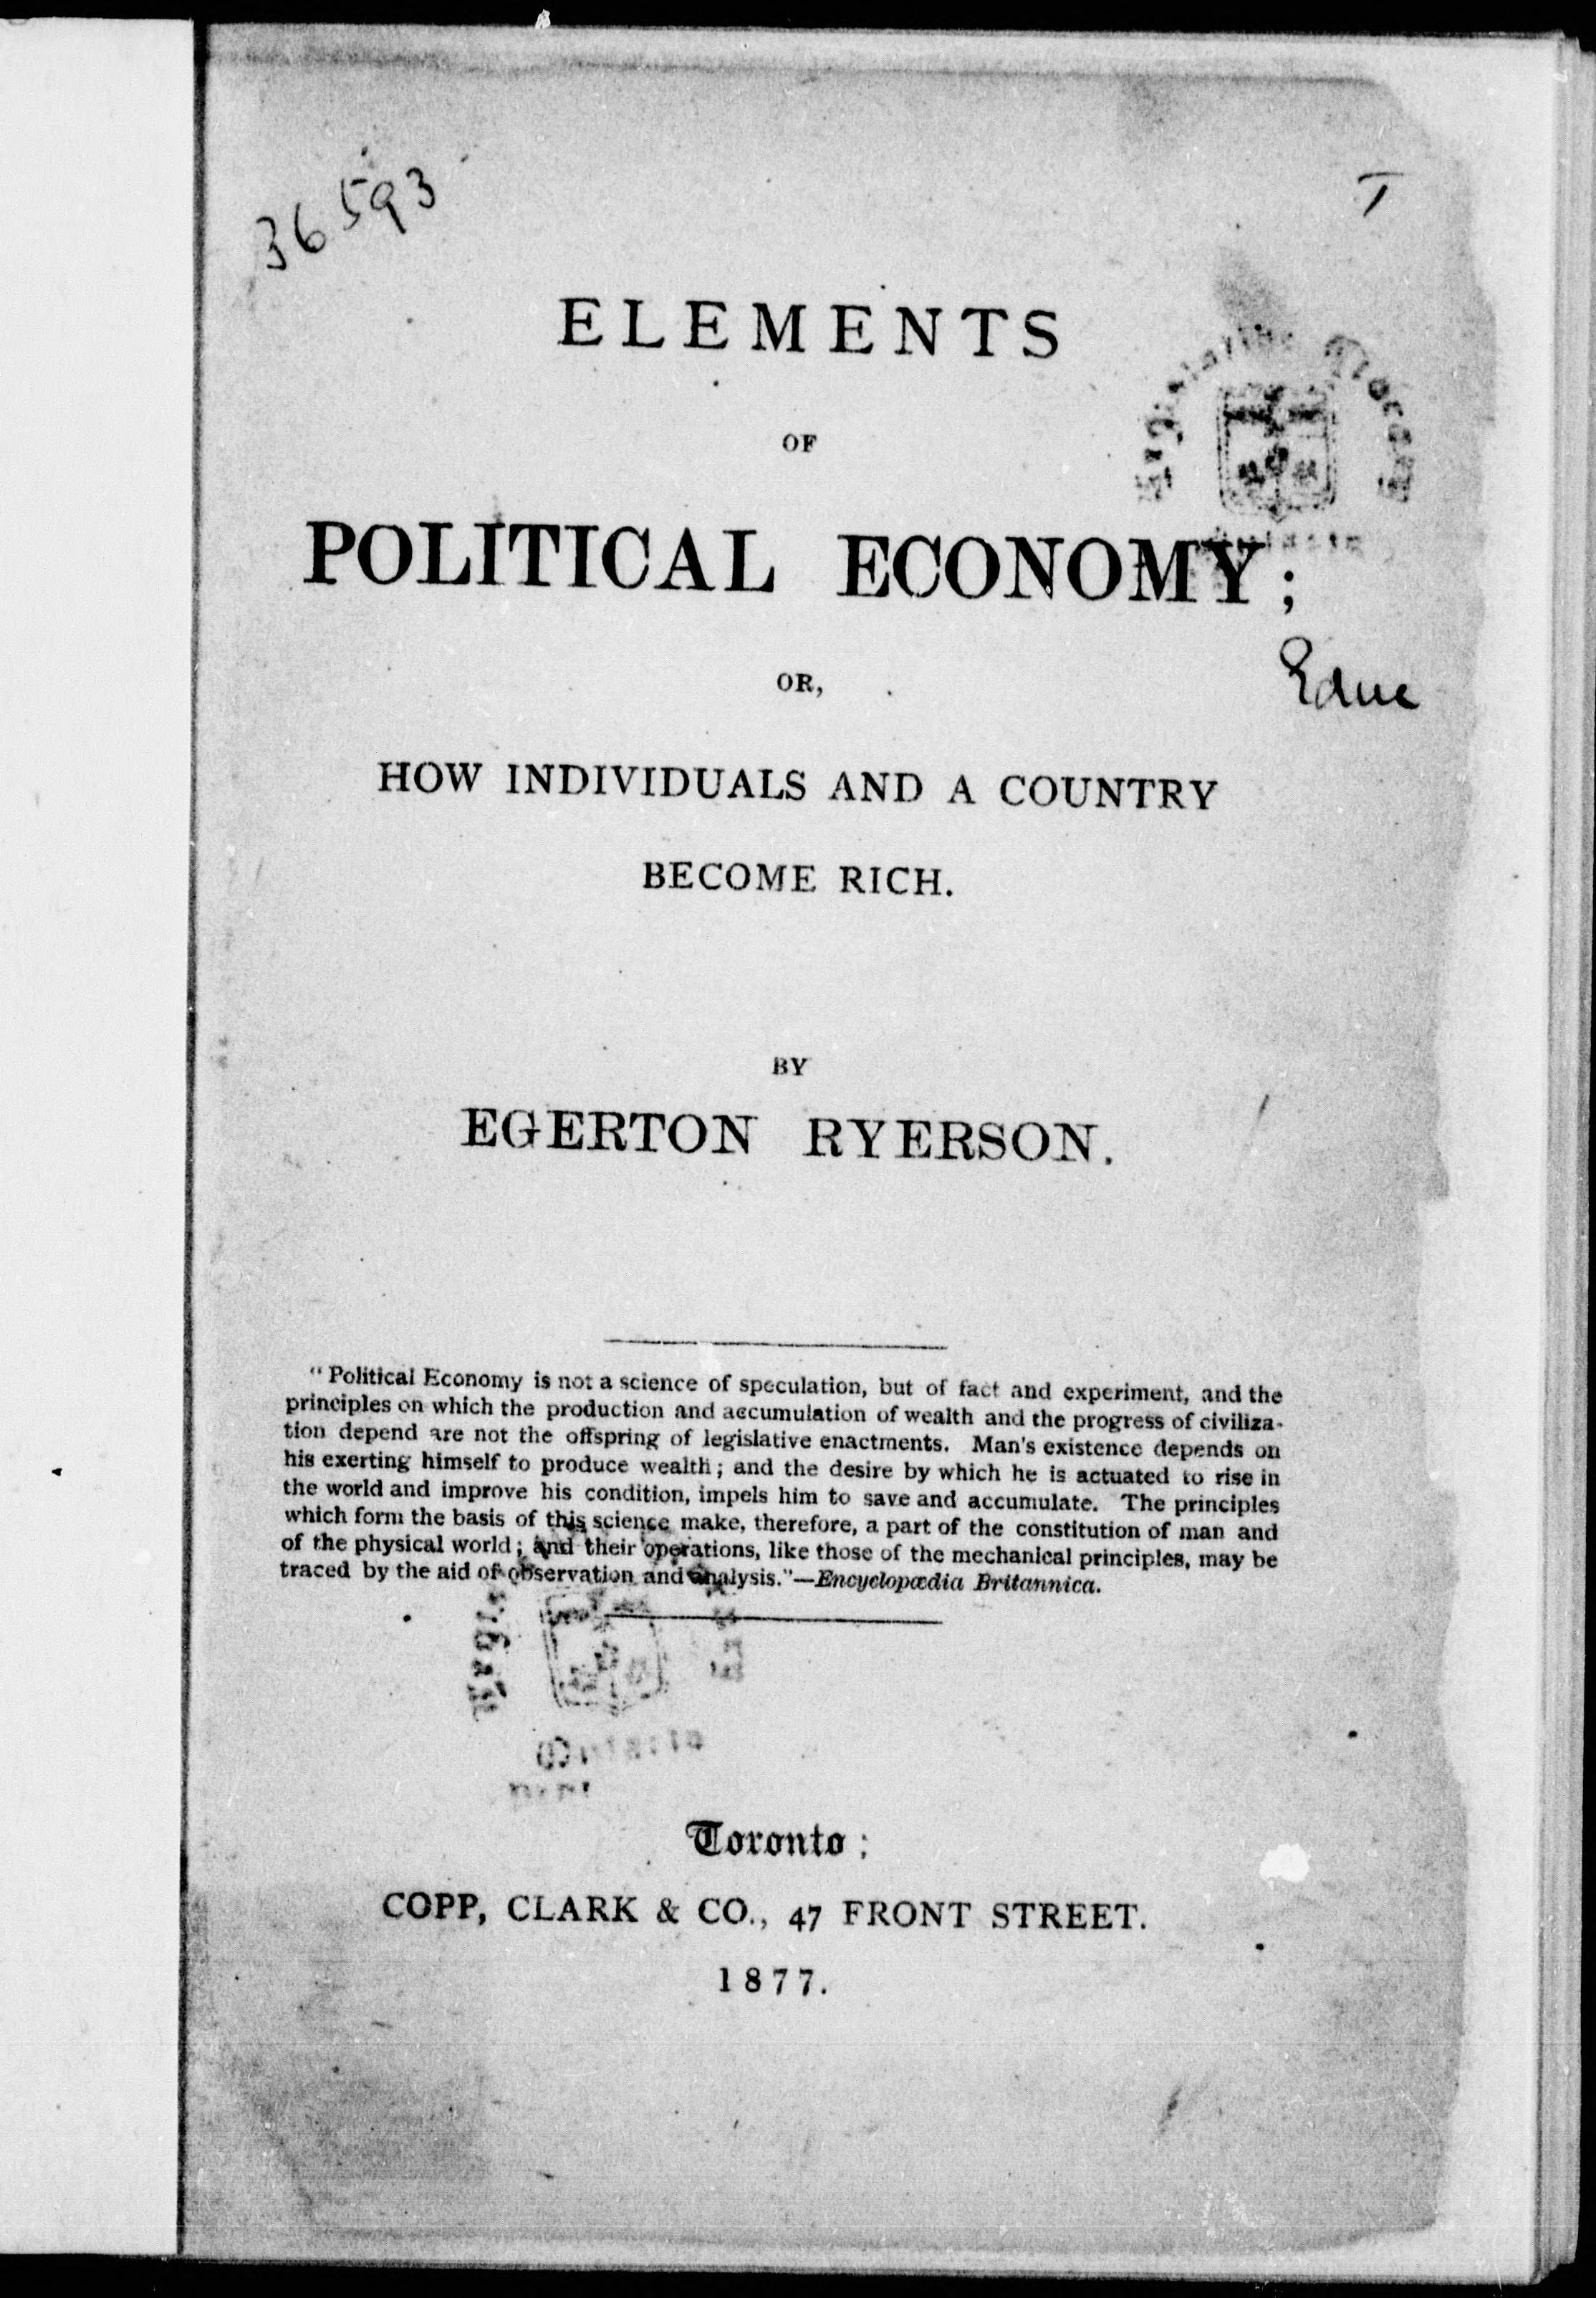 36593
T
ELEMENTS
OF
POLITICAL ECONOMY;
OR,
Educ
HOW INDIVIDUALS AND A COUNTRY
BECOME RICH.
BY
EGERTON RYERSON.
"Political Economy is not a science of speculation, but of fact and experiment, and the
principles on which the production and accumulation of wealth and the progress of civiliza-
tion depend are not the offspring of legislative enactments. Man's existence depends on
his exerting himself to produce wealth; and the desire by which he is actuated to rise in
the world and improve his condition, impels him to save and accumulate. The principles
which form the basis of this science make, therefore, a part of the constitution of man and
of the physical world; and their operations, like those of the mechanical principles, may be
traced by the aid of observation and analysis."—Encyclopædia Britannica.
Ontario
Toronto:
COPP, CLARK & CO., 47 FRONT STREET.
1877.